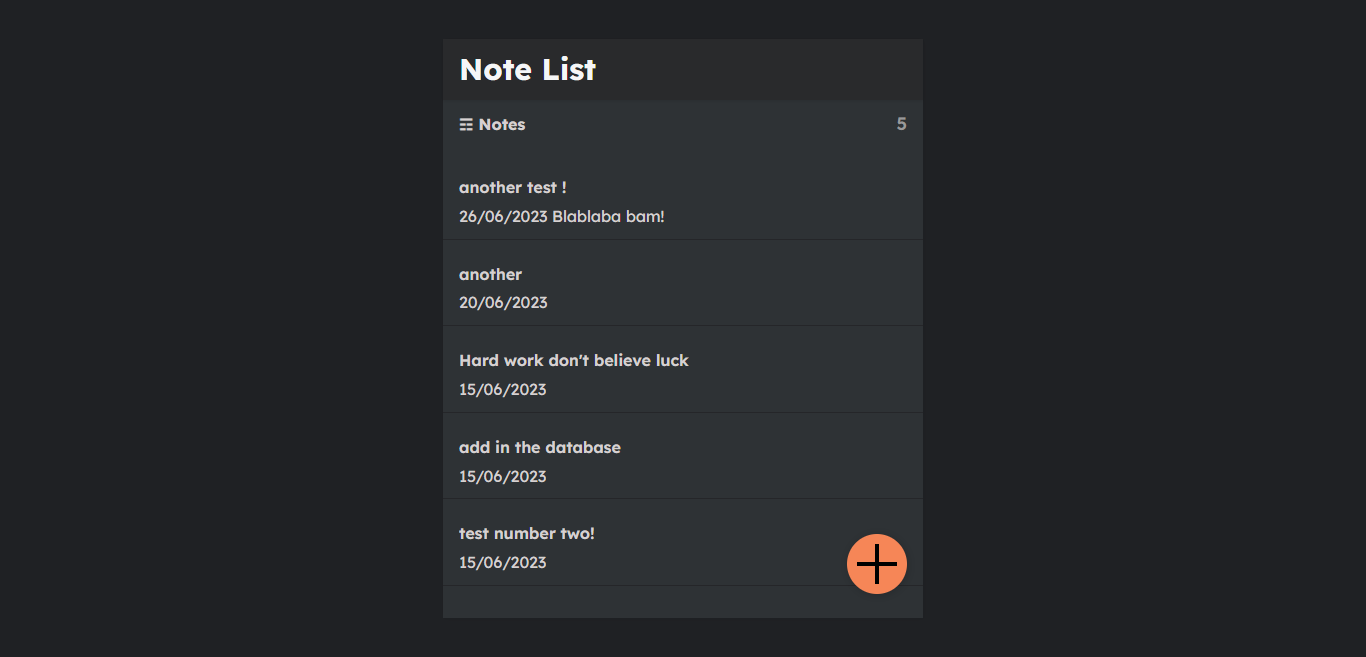 Note List
☶ Notes 5
another test !
26/06/2023 Blablaba bam!
another
20/06/2023
Hard work don't believe luck
15/06/2023
add in the database
15/06/2023
test number two!
15/06/2023